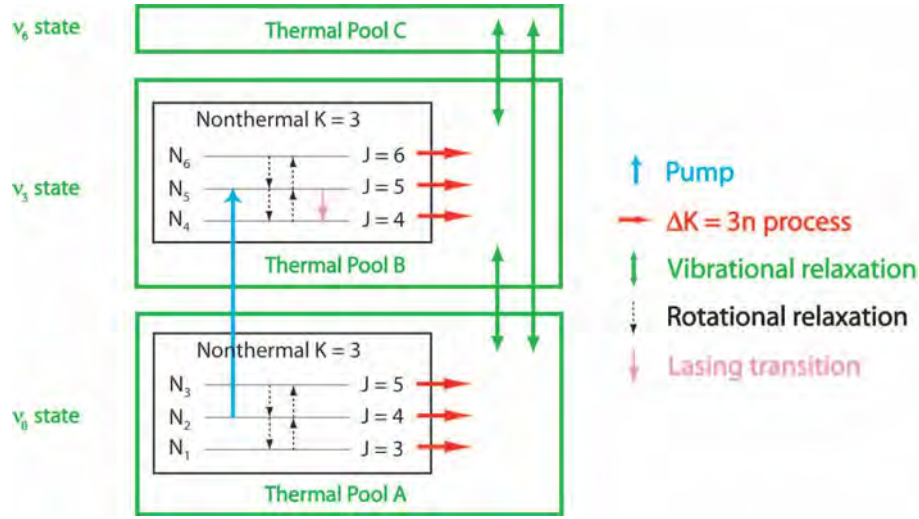 ν₆ state
Thermal Pool C
Nonthermal K = 3
N₆ J = 6
ν₃ state
N₅ J = 5
N₄ J = 4
Thermal Pool B
Pump
ΔK = 3n process
Vibrational relaxation
Rotational relaxation
Lasing transition
Nonthermal K = 3
N₃ J = 5
ν₀ state
N₂ J = 4
N₁ J = 3
Thermal Pool A